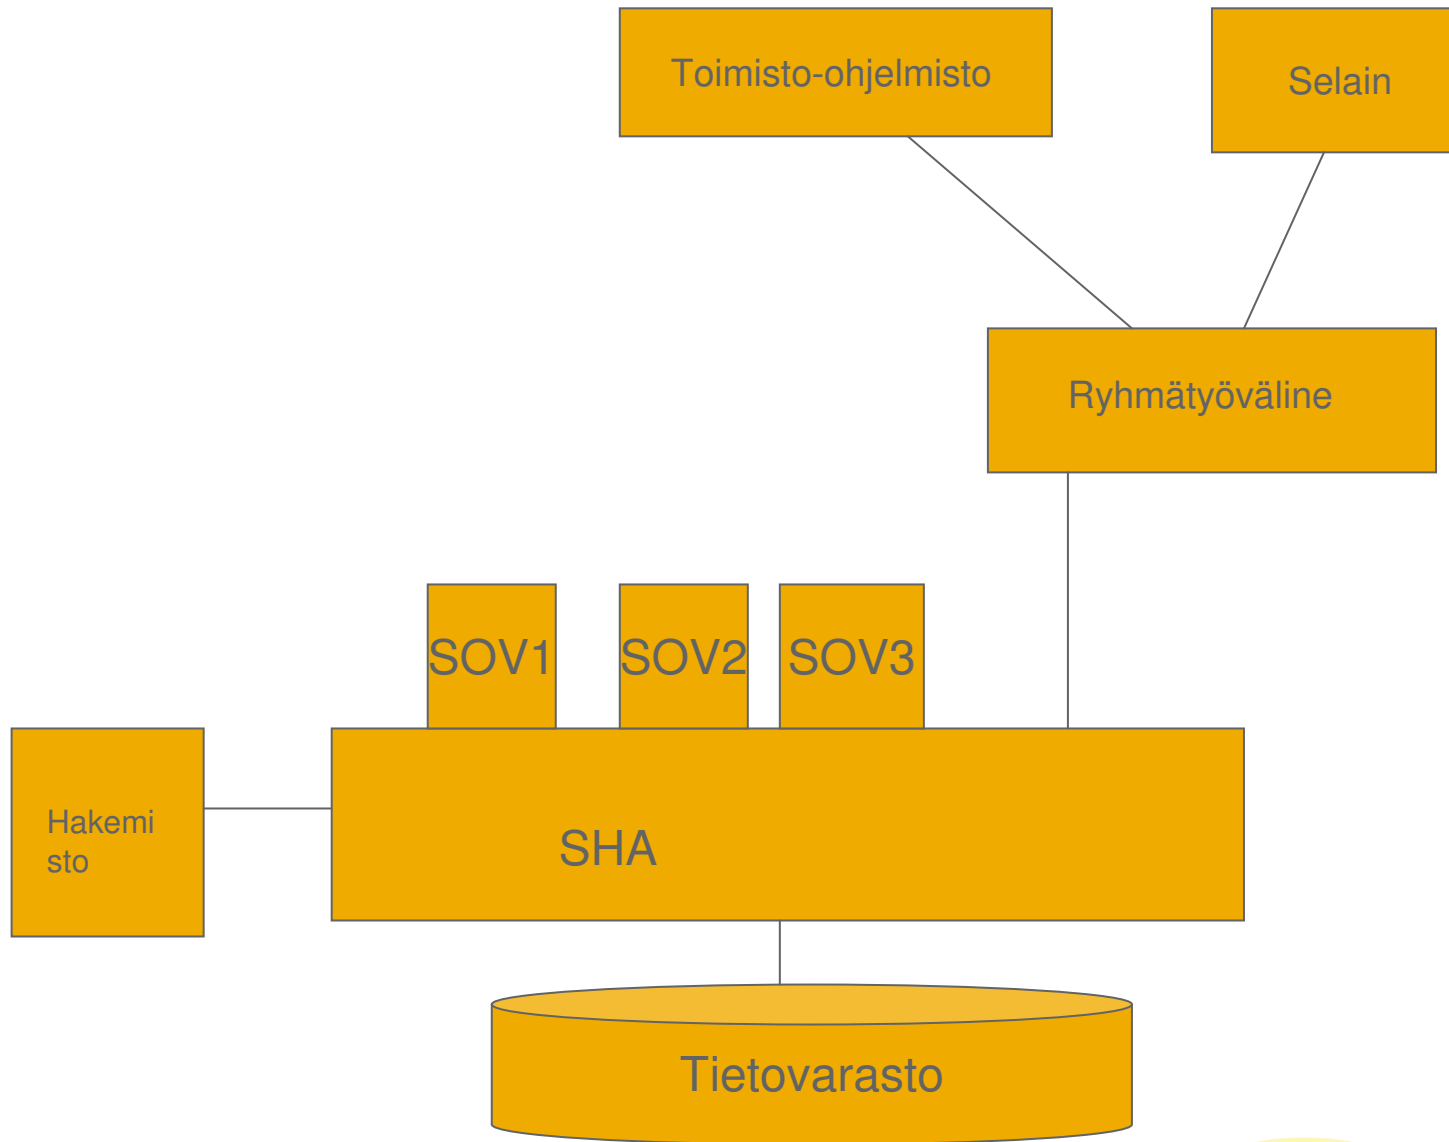 Toimisto-ohjelmisto
Selain
Ryhmätyöväline
SOV1
SOV2
SOV3
Hakemi
sto
SHA
Tietovarasto